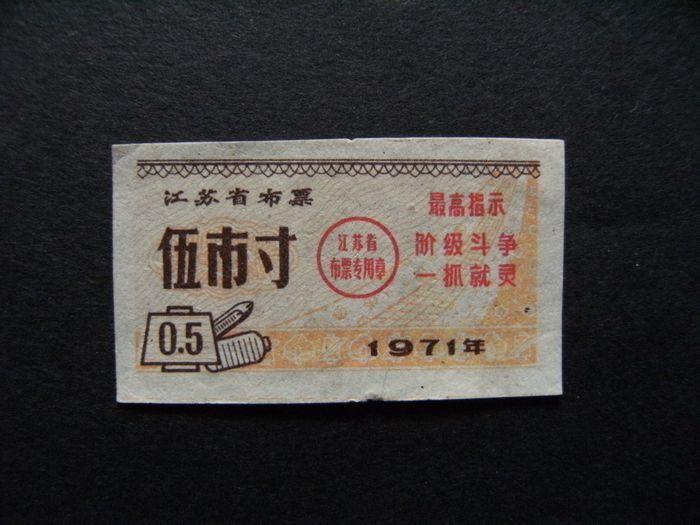 江苏省布票
伍市寸
0.5
江苏省
布票专用章
最高指示
阶级斗争
一抓就灵
1971年